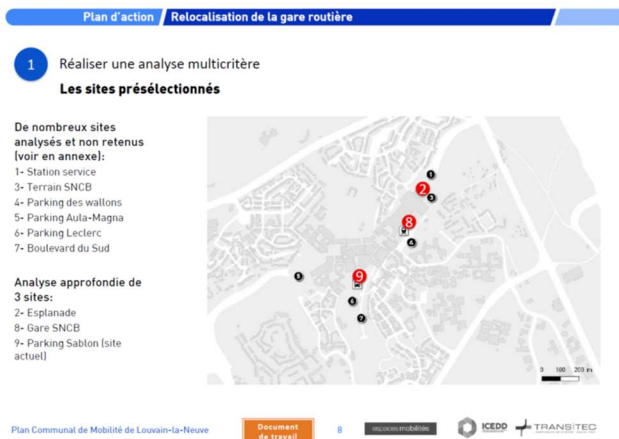 Plan d'action Relocalisation de la gare routière
1 Réaliser une analyse multicritère
Les sites présélectionnés
De nombreux sites
analysés et non retenus
(voir en annexe):
1- Station service
3- Terrain SNCB
4- Parking des wallons
5- Parking Aula-Magna
6- Parking Leclerc
7- Boulevard du Sud
Analyse approfondie de
3 sites:
2- Esplanade
8- Gare SNCB
9- Parking Sablon (site
actuel)
1
2
3
8
4
9
5
6
7
0 100 200 m
Plan Communal de Mobilité de Louvain-la-Neuve
Document
de travail
8
espaces mobilités
ICEDD
TRANSITEC